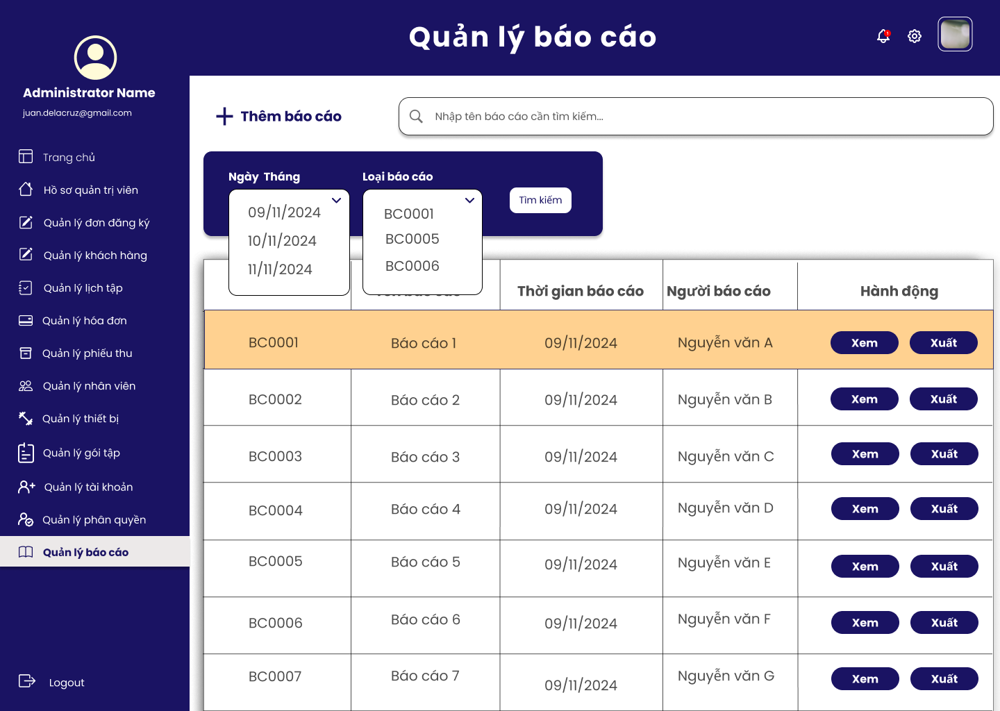 Quản lý báo cáo
1
Administrator Name
juan.delacruz@gmail.com
Trang chủ
Hồ sơ quản trị viên
Quản lý đơn đăng ký
Quản lý khách hàng
Quản lý lịch tập
Quản lý hóa đơn
Quản lý phiếu thu
Quản lý nhân viên
Quản lý thiết bị
Quản lý gói tập
Quản lý tài khoản
Quản lý phân quyền
Quản lý báo cáo
Logout
Thêm báo cáo
Nhập tên báo cáo cần tìm kiếm...
Ngày Tháng
Loại báo cáo
Tìm kiếm
09/11/2024
10/11/2024
11/11/2024
BC0001
BC0005
BC0006
Thời gian báo cáo Người báo cáo Hành động
BC0001 Báo cáo 1 09/11/2024 Nguyễn văn A Xem Xuất
BC0002 Báo cáo 2 09/11/2024 Nguyễn văn B Xem Xuất
BC0003 Báo cáo 3 09/11/2024 Nguyễn văn C Xem Xuất
BC0004 Báo cáo 4 09/11/2024 Nguyễn văn D Xem Xuất
BC0005 Báo cáo 5 09/11/2024 Nguyễn văn E Xem Xuất
BC0006 Báo cáo 6 09/11/2024 Nguyễn văn F Xem Xuất
BC0007 Báo cáo 7 09/11/2024 Nguyễn văn G Xem Xuất